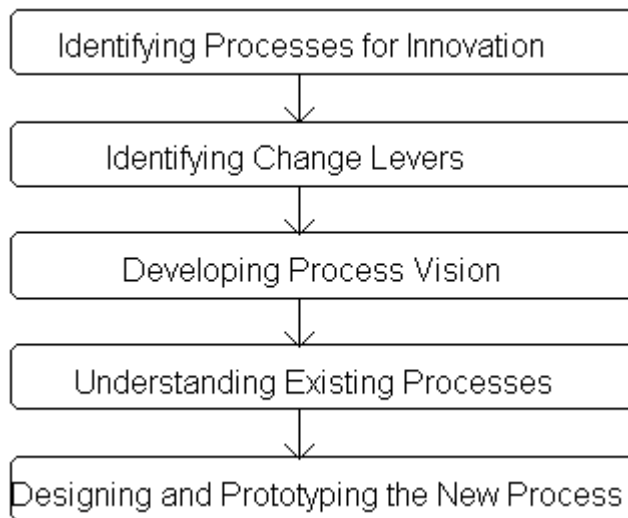 Identifying Processes for Innovation
Identifying Change Levers
Developing Process Vision
Understanding Existing Processes
Designing and Prototyping the New Process